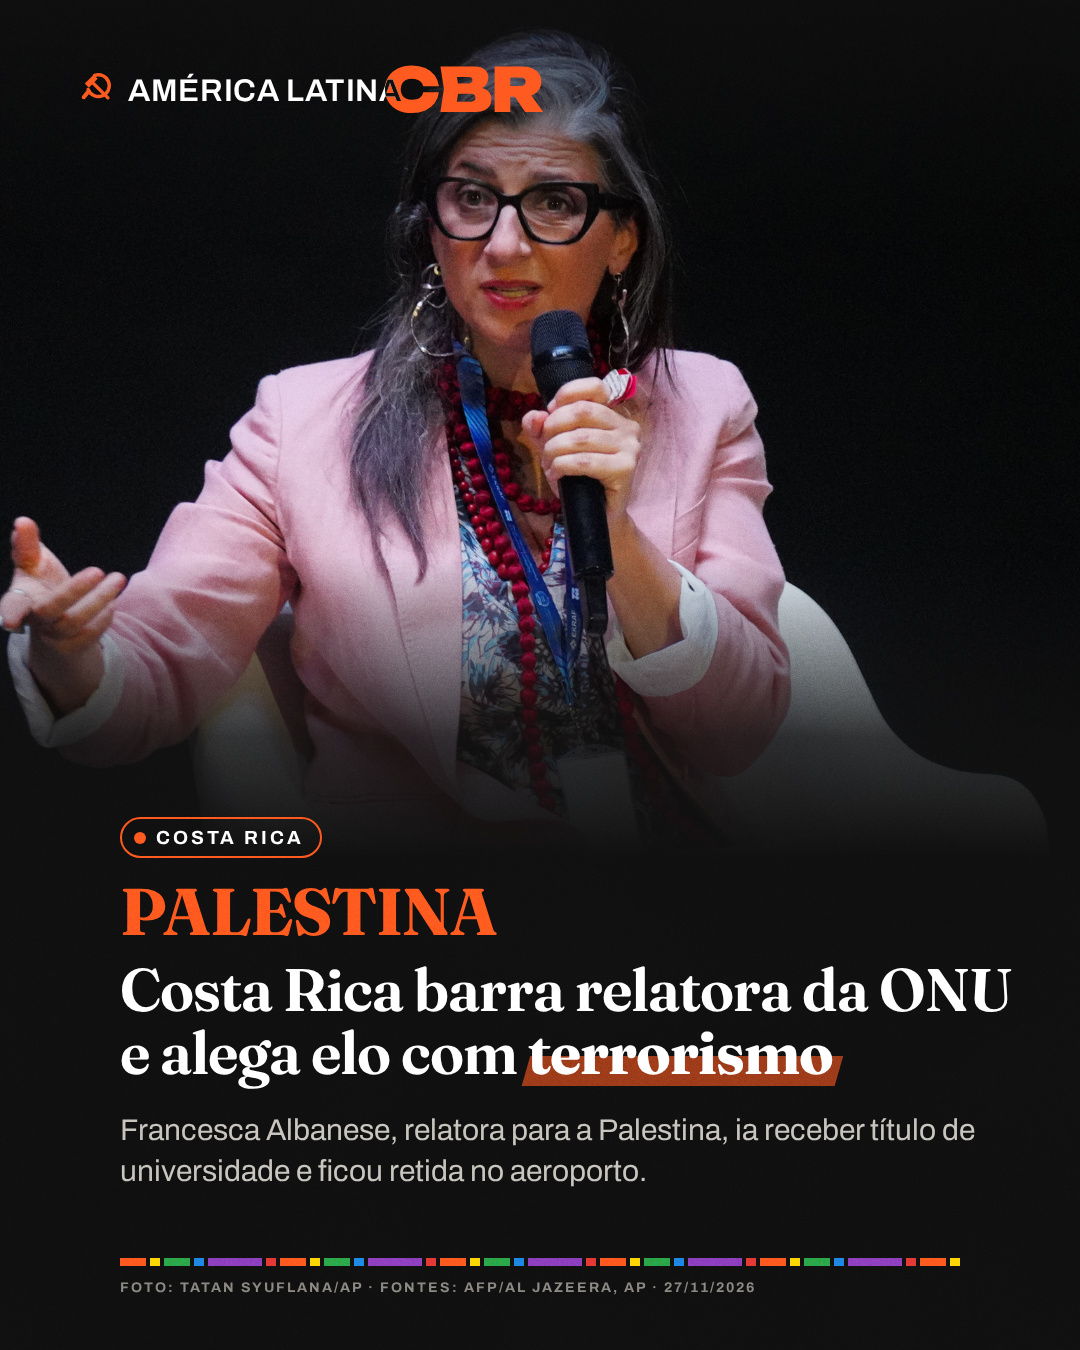 AMÉRICA LATINA CBR
COSTA RICA
PALESTINA
Costa Rica barra relatora da ONU
e alega elo com terrorismo
Francesca Albanese, relatora para a Palestina, ia receber título de
universidade e ficou retida no aeroporto.
FOTO: TATAN SYUFLANA/AP · FONTES: AFP/AL JAZEERA, AP · 27/11/2026